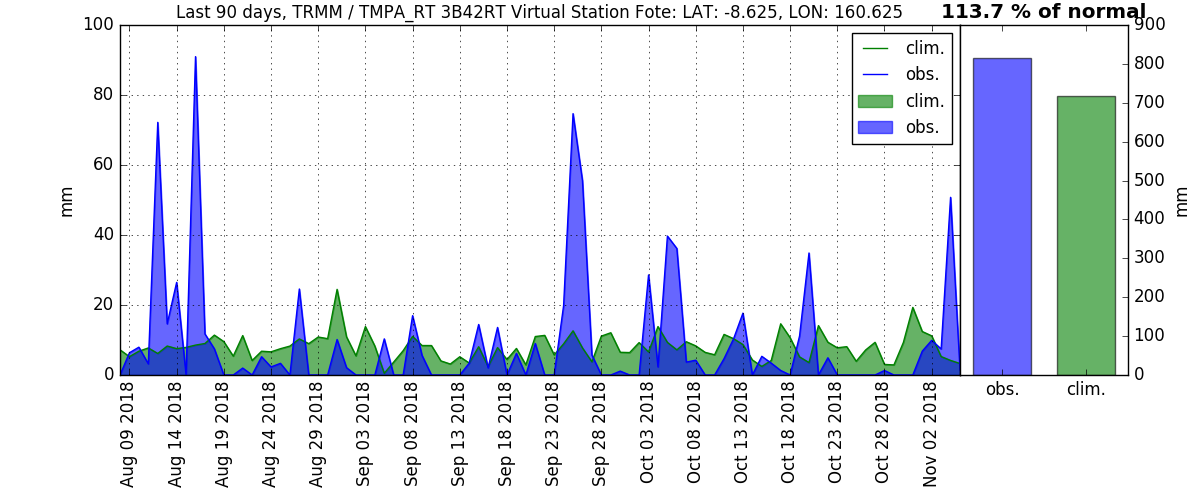 Last 90 days, TRMM / TMPA_RT 3B42RT Virtual Station Fote: LAT: -8.625, LON: 160.625
113.7 % of normal
100
80
60
40
20
0
mm
clim.
obs.
clim.
obs.
900
800
700
600
500
400
300
200
100
0
mm
obs.
clim.
Aug 09 2018
Aug 14 2018
Aug 19 2018
Aug 24 2018
Aug 29 2018
Sep 03 2018
Sep 08 2018
Sep 13 2018
Sep 18 2018
Sep 23 2018
Sep 28 2018
Oct 03 2018
Oct 08 2018
Oct 13 2018
Oct 18 2018
Oct 23 2018
Oct 28 2018
Nov 02 2018